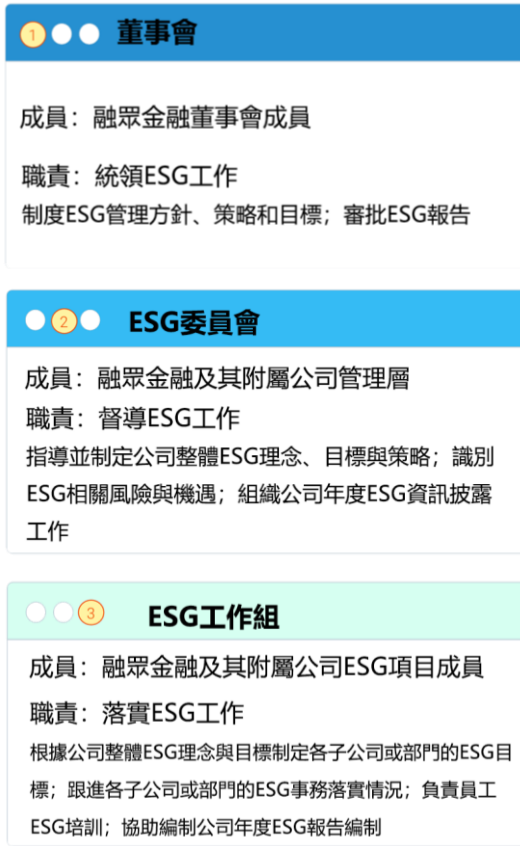 1 董事會
成員：融眾金融董事會成員
職責：統領ESG工作
制度ESG管理方針、策略和目標；審批ESG報告
2 ESG委員會
成員：融眾金融及其附屬公司管理層
職責：督導ESG工作
指導並制定公司整體ESG理念、目標與策略；識別
ESG相關風險與機遇；組織公司年度ESG資訊披露
工作
3 ESG工作組
成員：融眾金融及其附屬公司ESG項目成員
職責：落實ESG工作
根據公司整體ESG理念與目標制定各子公司或部門的ESG目
標；跟進各子公司或部門的ESG事務落實情況；負責員工
ESG培訓；協助編制公司年度ESG報告編制